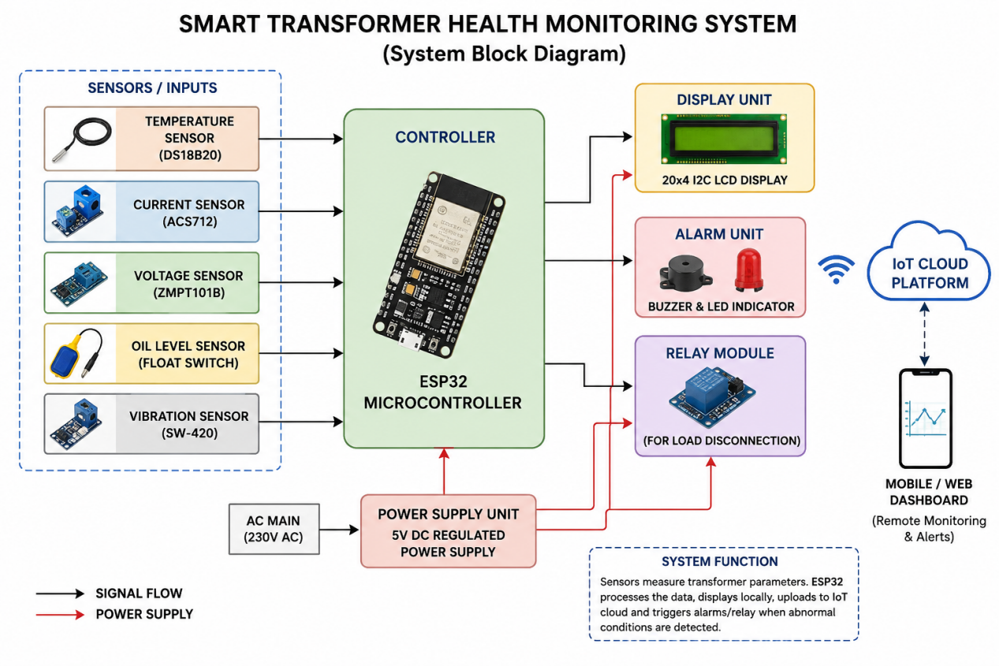 SMART TRANSFORMER HEALTH MONITORING SYSTEM
(System Block Diagram)
SENSORS / INPUTS
TEMPERATURE
SENSOR
(DS18B20)
CURRENT SENSOR
(ACS712)
VOLTAGE SENSOR
(ZMPT101B)
OIL LEVEL SENSOR
(FLOAT SWITCH)
VIBRATION SENSOR
(SW-420)
CONTROLLER
ESP32
MICROCONTROLLER
DISPLAY UNIT
20x4 I2C LCD DISPLAY
ALARM UNIT
BUZZER & LED INDICATOR
RELAY MODULE
(FOR LOAD DISCONNECTION)
IoT CLOUD
PLATFORM
MOBILE / WEB
DASHBOARD
(Remote Monitoring
& Alerts)
AC MAIN
(230V AC)
POWER SUPPLY UNIT
5V DC REGULATED
POWER SUPPLY
SIGNAL FLOW
POWER SUPPLY
SYSTEM FUNCTION
Sensors measure transformer parameters. ESP32
processes the data, displays locally, uploads to IoT
cloud and triggers alarms/relay when abnormal
conditions are detected.